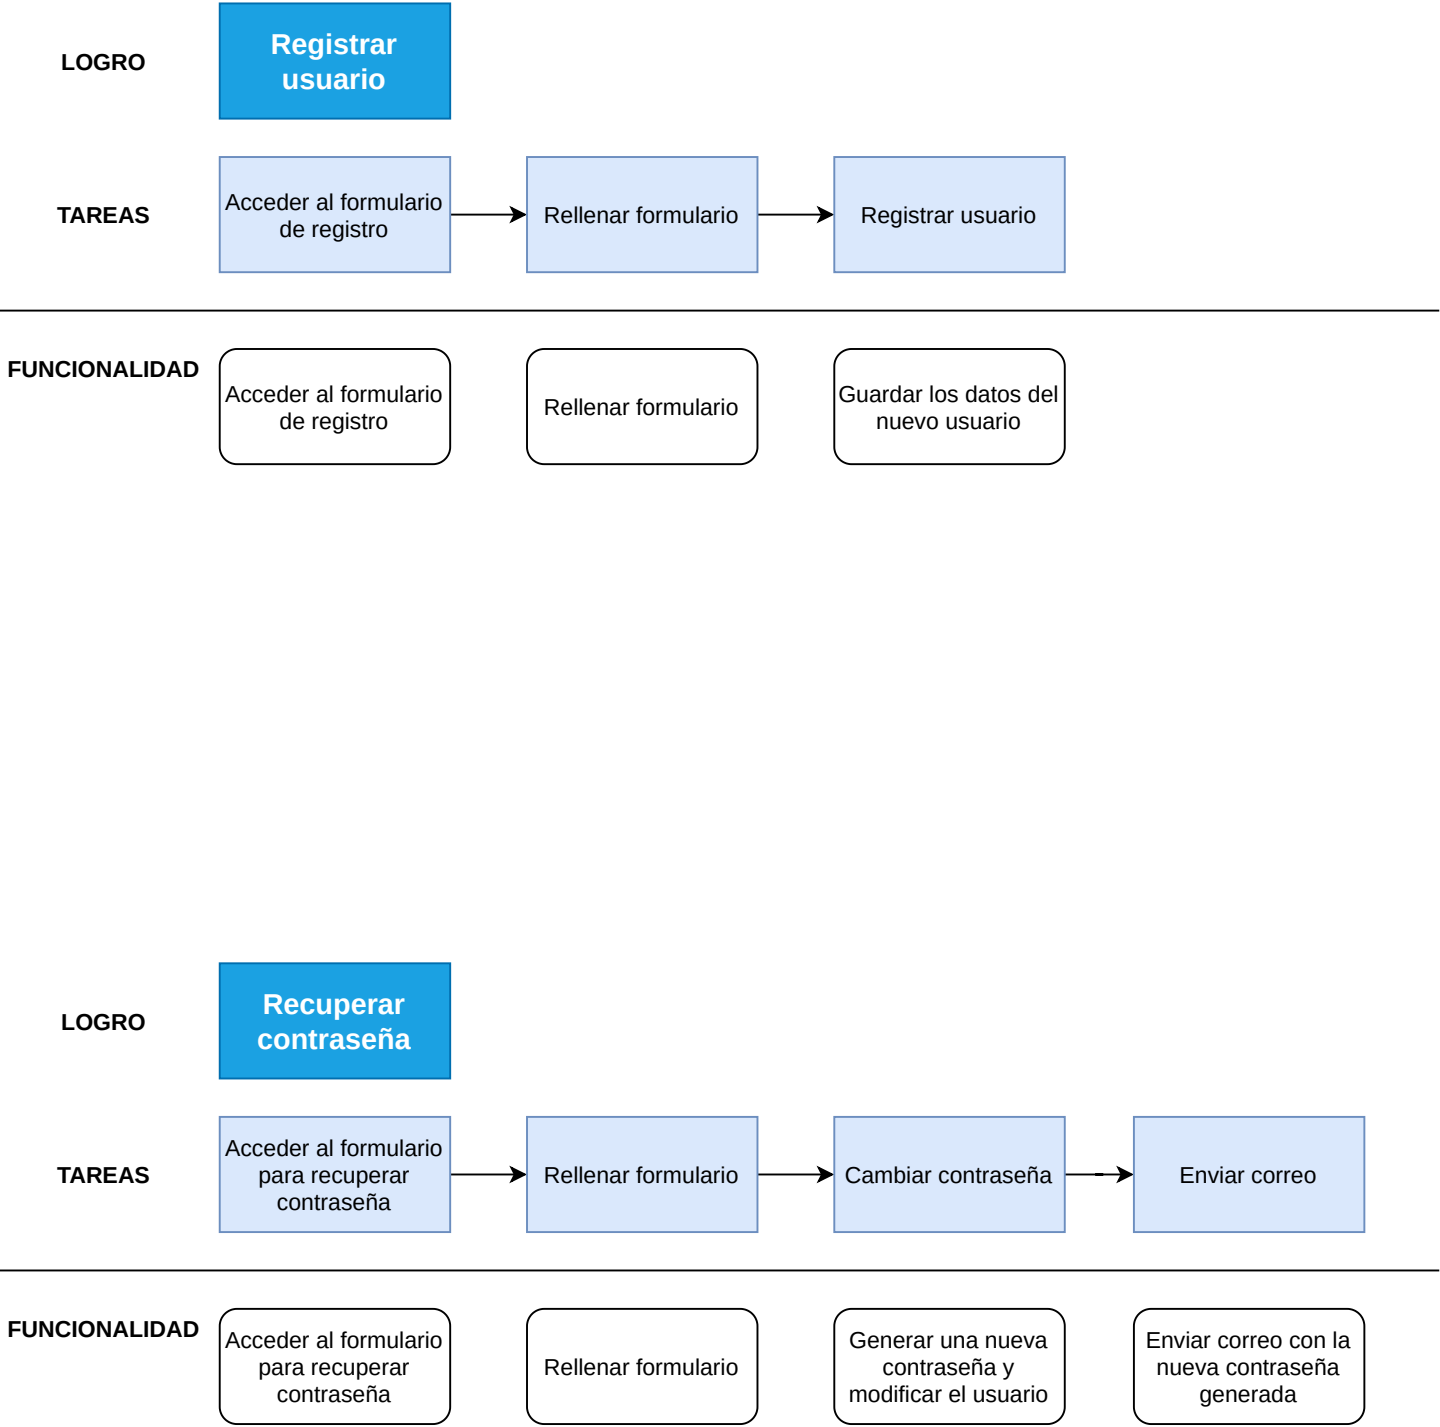 LOGRO
Registrar
usuario
TAREAS
Acceder al formulario
de registro
Rellenar formulario
Registrar usuario
FUNCIONALIDAD
Acceder al formulario
de registro
Rellenar formulario
Guardar los datos del
nuevo usuario
LOGRO
Recuperar
contraseña
TAREAS
Acceder al formulario
para recuperar
contraseña
Rellenar formulario
Cambiar contraseña
Enviar correo
FUNCIONALIDAD
Acceder al formulario
para recuperar
contraseña
Rellenar formulario
Generar una nueva
contraseña y
modificar el usuario
Enviar correo con la
nueva contraseña
generada